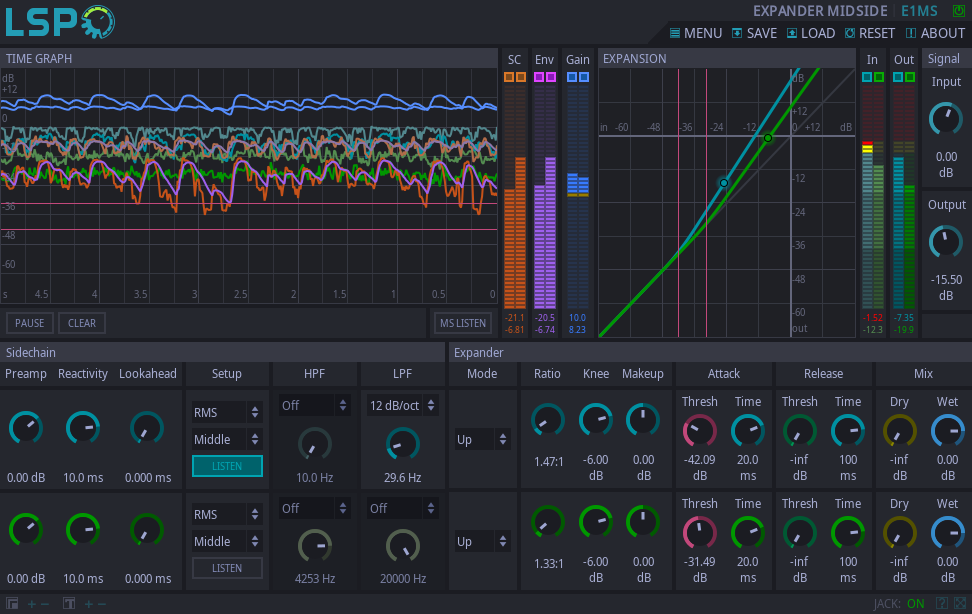 LSP
EXPANDER MIDSIDE E1MS
MENU SAVE LOAD RESET ABOUT
TIME GRAPH
SC Env Gain
EXPANSION
In Out Signal
dB
+12
0
-36
-48
-60
s 4.5 4 3.5 3 2.5 2 1.5 1 0.5 0
dB
+12
in -60 -48 -36 -24 -12 0 +12 dB
-12
-24
-36
-48
-60
out
Input
0.00
dB
Output
-15.50
dB
-21.1 -20.5 10.0 -1.52 -7.35
-6.81 -6.74 8.23 -12.3 -19.9
PAUSE CLEAR MS LISTEN
Sidechain Expander
Preamp Reactivity Lookahead Setup HPF LPF Mode Ratio Knee Makeup Attack Release Mix
RMS Off 12 dB/oct Thresh Time Thresh Time Dry Wet
Middle Up
LISTEN
0.00 dB 10.0 ms 0.000 ms 10.0 Hz 29.6 Hz 1.47:1 -6.00 dB 0.00 dB -42.09 dB 20.0 ms -inf dB 100 ms -inf dB 0.00 dB
RMS Off Off Thresh Time Thresh Time Dry Wet
Middle Up
LISTEN
0.00 dB 10.0 ms 0.000 ms 4253 Hz 20000 Hz 1.33:1 -6.00 dB 0.00 dB -31.49 dB 20.0 ms -inf dB 100 ms -inf dB 0.00 dB
JACK: ON